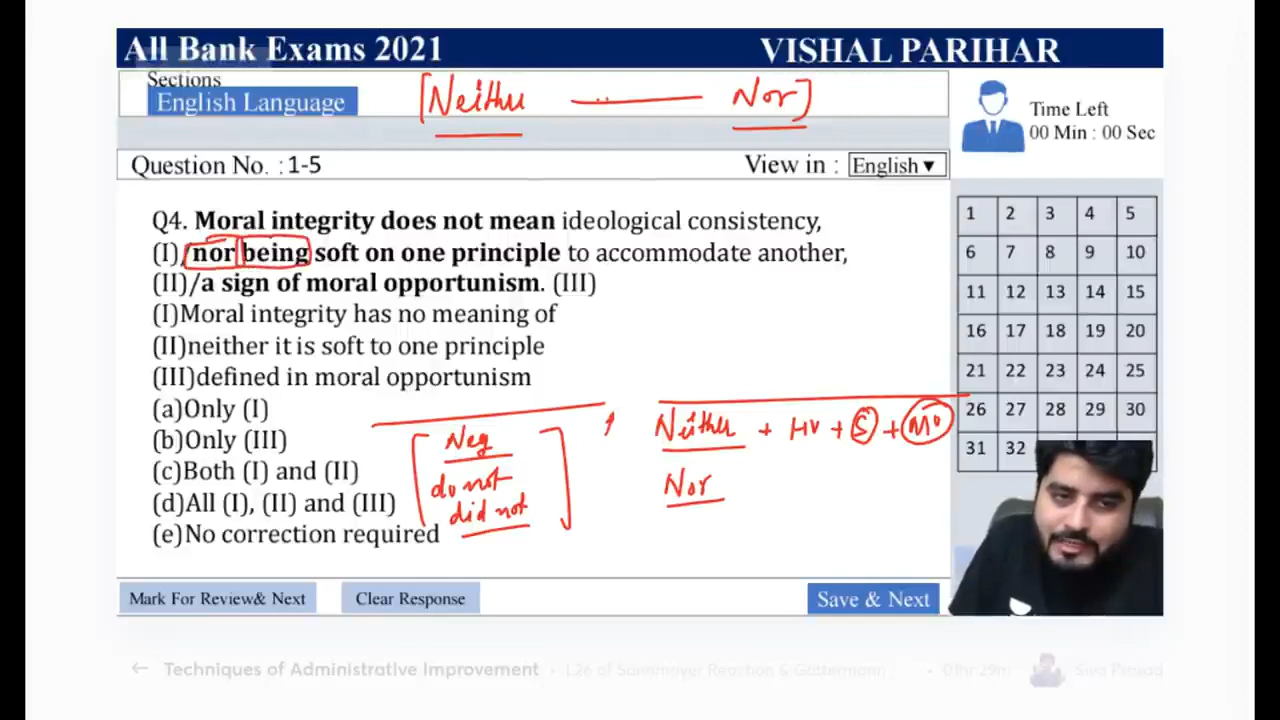 All Bank Exams 2021
VISHAL PARIHAR
Sections
English Language
[Neither ——— Nor]
Time Left
00 Min : 00 Sec
Question No. : 1-5
View in : English ▼
Q4. Moral integrity does not mean ideological consistency,
(I)/nor being soft on one principle to accommodate another,
(II)/a sign of moral opportunism. (III)
(I)Moral integrity has no meaning of
(II)neither it is soft to one principle
(III)defined in moral opportunism
(a)Only (I)
(b)Only (III)
(c)Both (I) and (II)
(d)All (I), (II) and (III)
(e)No correction required
Neg
do not
did not
, Neither + HV + S + MV
Nor
1 2 3 4 5
6 7 8 9 10
11 12 13 14 15
16 17 18 19 20
21 22 23 24 25
26 27 28 29 30
31 32
Mark For Review& Next
Clear Response
Save & Next
← Techniques of Administrative Improvement